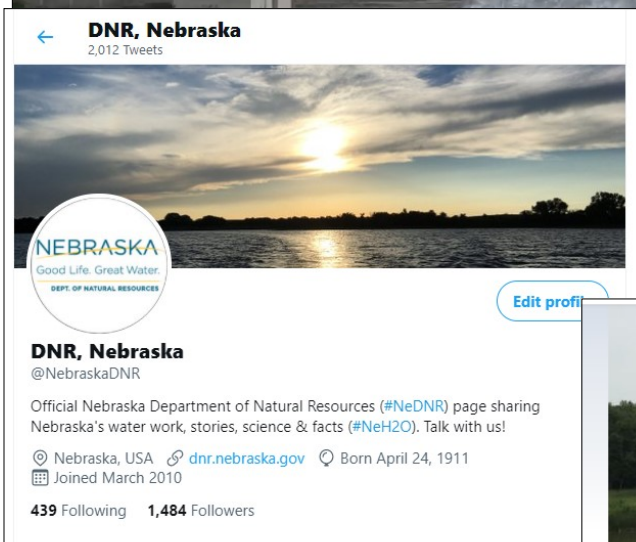 DNR, Nebraska
2,012 Tweets
NEBRASKA
Good Life. Great Water.
DEPT. OF NATURAL RESOURCES
Edit profi
DNR, Nebraska
@NebraskaDNR
Official Nebraska Department of Natural Resources (#NeDNR) page sharing
Nebraska's water work, stories, science & facts (#NeH2O). Talk with us!
Nebraska, USA dnr.nebraska.gov Born April 24, 1911
Joined March 2010
439 Following 1,484 Followers